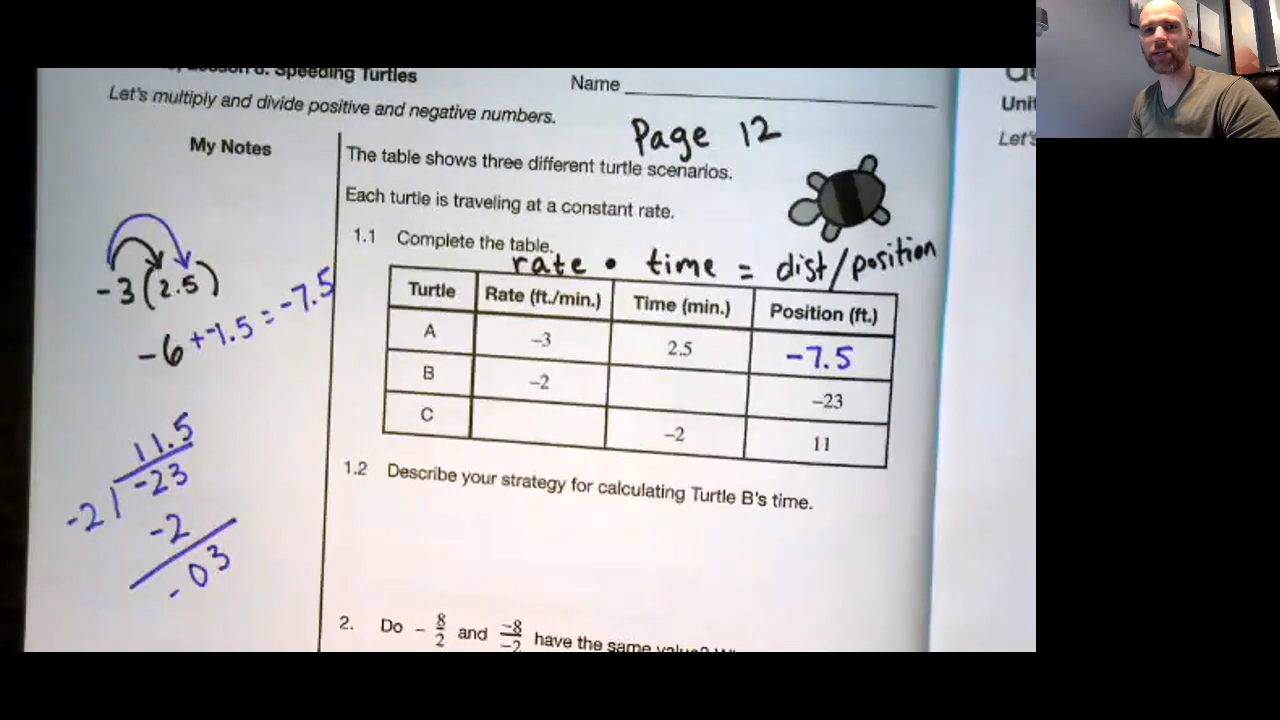 Speeding Turtles
Name
Let's multiply and divide positive and negative numbers.
Page 12
My Notes
The table shows three different turtle scenarios.
Each turtle is traveling at a constant rate.
1.1 Complete the table.
rate • time = dist/position
Turtle Rate (ft./min.) Time (min.) Position (ft.)
A -3 2.5 -7.5
B -2 -23
C -2 11
-3(2.5)
-6+-1.5=-7.5
11.5
-2 -23
-2
-03
1.2 Describe your strategy for calculating Turtle B's time.
2. Do - 8/2 and -8/-2 have the same value?
Unit
Let's